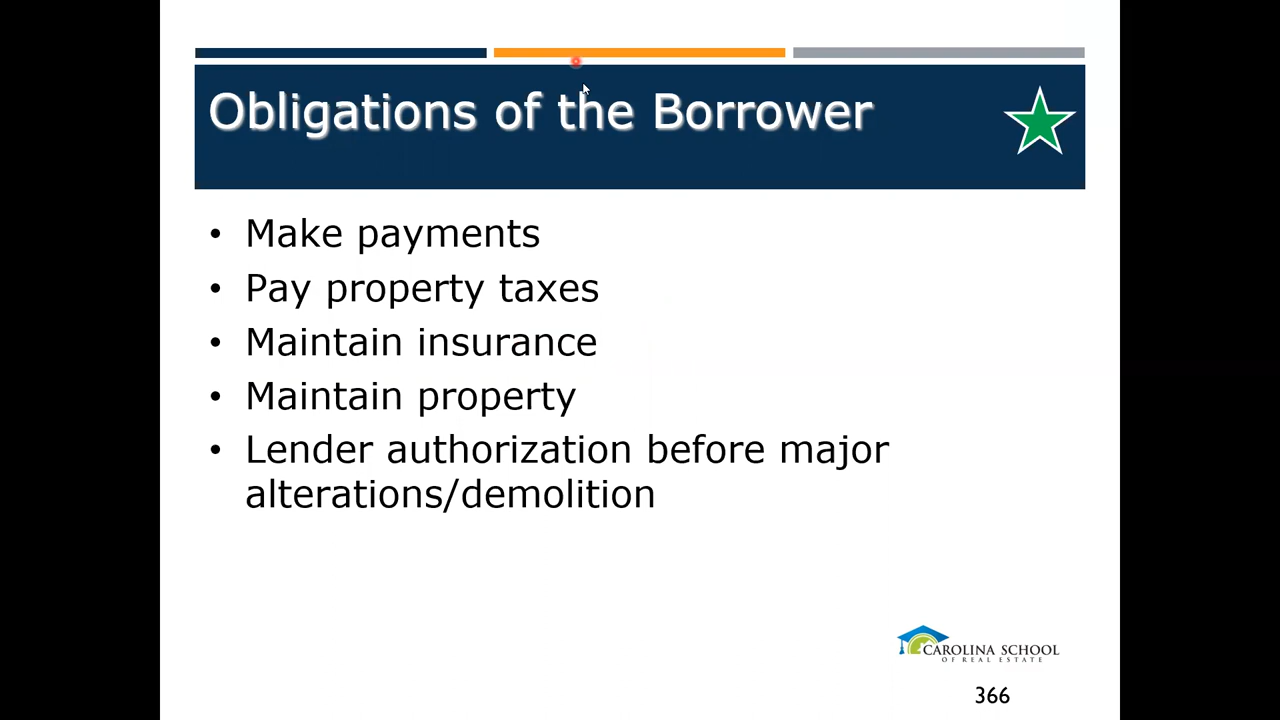 Obligations of the Borrower
• Make payments
• Pay property taxes
• Maintain insurance
• Maintain property
• Lender authorization before major
alterations/demolition
CAROLINA SCHOOL
OF REAL ESTATE
366